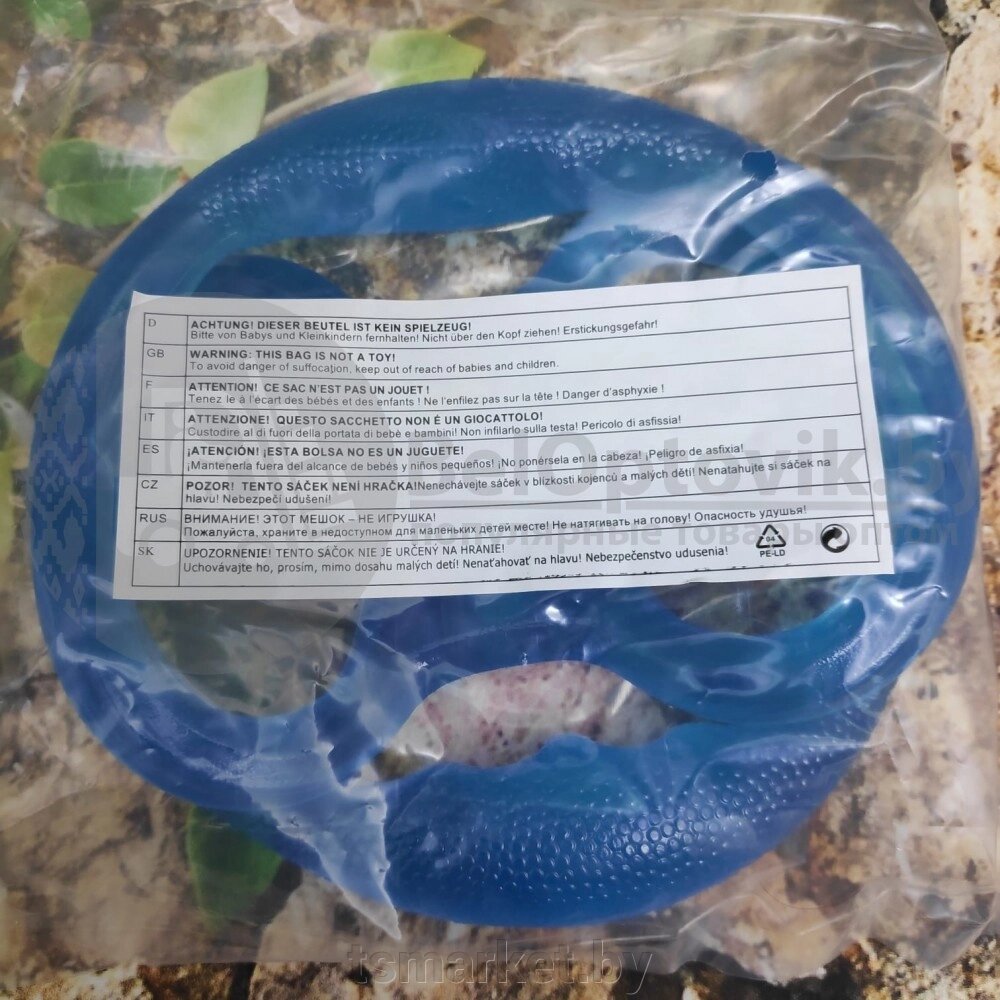 D
ACHTUNG! DIESER BEUTEL IST KEIN SPIELZEUG!
Bitte von Babys und Kleinkindern fernhalten! Nicht über den Kopf ziehen! Erstickungsgefahr!
GB
WARNING: THIS BAG IS NOT A TOY!
To avoid danger of suffocation, keep out of reach of babies and children.
F
ATTENTION! CE SAC N'EST PAS UN JOUET !
Tenez le à l'écart des bébés et des enfants ! Ne l'enfilez pas sur la tête ! Danger d'asphyxie !
IT
ATTENZIONE! QUESTO SACCHETTO NON É UN GIOCATTOLO!
Custodire al di fuori della portata di bebè e bambini! Non infilarlo sulla testa! Pericolo di asfissia!
ES
¡ATENCIÓN! ¡ESTA BOLSA NO ES UN JUGUETE!
¡Mantenerla fuera del alcance de bebés y niños pequeños! ¡No ponérsela en la cabeza! ¡Peligro de asfixia!
CZ
POZOR! TENTO SÁČEK NENÍ HRAČKA!Nenechávejte sáček v blízkosti kojenců a malých dětí! Nenatahujte si sáček na
hlavu! Nebezpečí udušení!
RUS
ВНИМАНИЕ! ЭТОТ МЕШОК – НЕ ИГРУШКА!
Пожалуйста, храните в недоступном для маленьких детей месте! Не натягивать на голову! Опасность удушья!
SK
UPOZORNENIE! TENTO SÁČOK NIE JE URČENÝ NA HRANIE!
Uchovávajte ho, prosím, mimo dosahu malých detí! Nenaťahovať na hlavu! Nebezpečenstvo udusenia!
04
PE-LD
BelOptovik.by
Популярные товары оптом
tsmarket.by